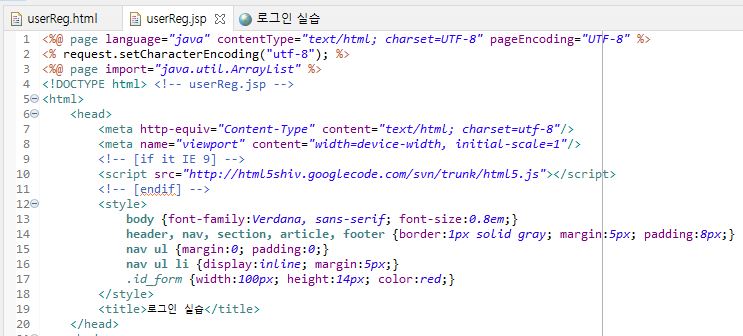 userReg.html userReg.jsp 로그인 실습
1 <%@ page language="java" contentType="text/html; charset=UTF-8" pageEncoding="UTF-8" %>
2 <% request.setCharacterEncoding("utf-8"); %>
3 <%@ page import="java.util.ArrayList" %>
4 <!DOCTYPE html> <!-- userReg.jsp -->
5 <html>
6 <head>
7 <meta http-equiv="Content-Type" content="text/html; charset=utf-8"/>
8 <meta name="viewport" content="width=device-width, initial-scale=1"/>
9 <!-- [if it IE 9] -->
10 <script src="http://html5shiv.googlecode.com/svn/trunk/html5.js"></script>
11 <!-- [endif] -->
12 <style>
13 body {font-family:Verdana, sans-serif; font-size:0.8em;}
14 header, nav, section, article, footer {border:1px solid gray; margin:5px; padding:8px;}
15 nav ul {margin:0; padding:0;}
16 nav ul li {display:inline; margin:5px;}
17 .id_form {width:100px; height:14px; color:red;}
18 </style>
19 <title>로그인 실습</title>
20 </head>